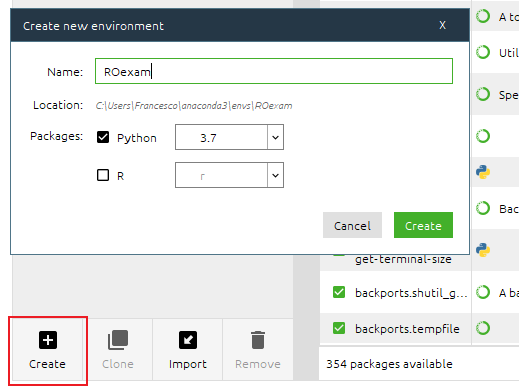 Create new environment X
Name: ROexam
Location: C:\Users\Francesco\anaconda3\envs\ROexam
Packages: Python 3.7
R r
Cancel Create
A to
Util
Spe
Bac
get-terminal-size
backports.shutil_g... A ba
backports.tempfile
Create Clone Import Remove
354 packages available